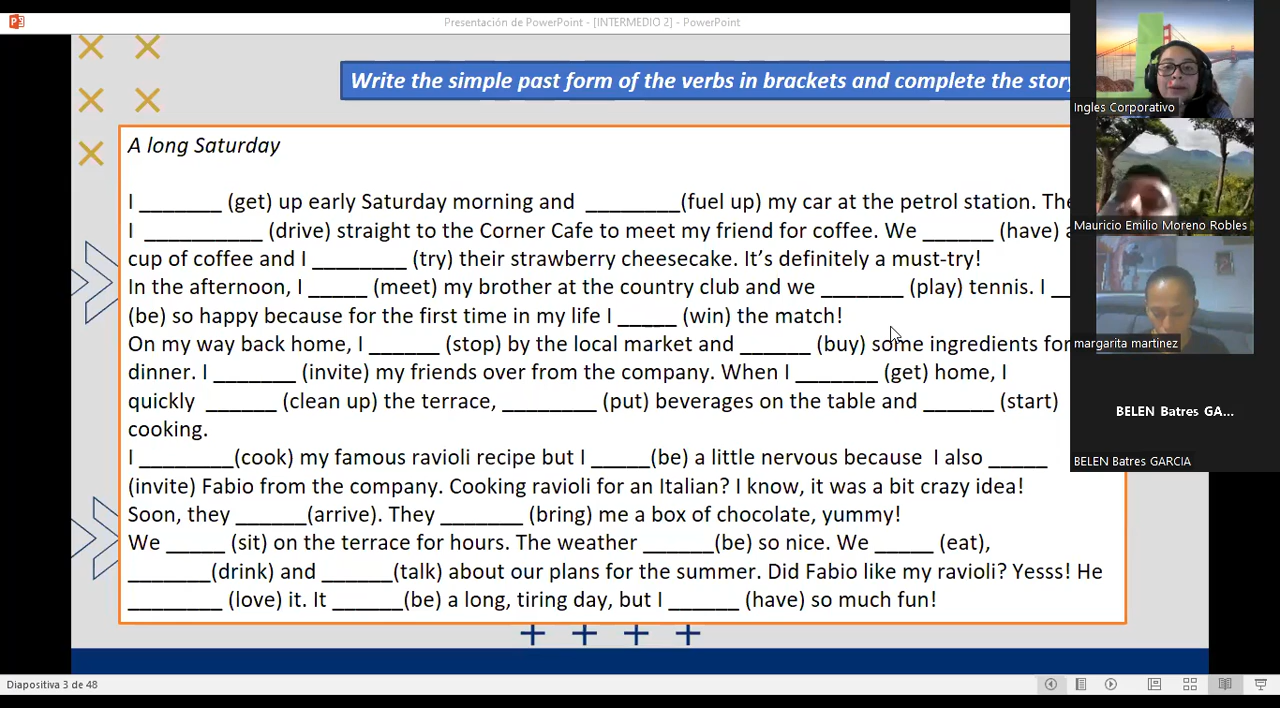 Presentación de PowerPoint - [INTERMEDIO 2] - PowerPoint
Write the simple past form of the verbs in brackets and complete the story
A long Saturday
I _______ (get) up early Saturday morning and ________(fuel up) my car at the petrol station. The
I __________ (drive) straight to the Corner Cafe to meet my friend for coffee. We ______ (have) a
cup of coffee and I ________ (try) their strawberry cheesecake. It’s definitely a must-try!
In the afternoon, I _____ (meet) my brother at the country club and we _______ (play) tennis. I __
(be) so happy because for the first time in my life I _____ (win) the match!
On my way back home, I ______ (stop) by the local market and ______ (buy) some ingredients for
dinner. I _______ (invite) my friends over from the company. When I _______ (get) home, I
quickly ______ (clean up) the terrace, ________ (put) beverages on the table and ______ (start)
cooking.
I ________(cook) my famous ravioli recipe but I _____(be) a little nervous because I also _____
(invite) Fabio from the company. Cooking ravioli for an Italian? I know, it was a bit crazy idea!
Soon, they ______(arrive). They _______ (bring) me a box of chocolate, yummy!
We _____ (sit) on the terrace for hours. The weather ______(be) so nice. We _____ (eat),
_______(drink) and ______(talk) about our plans for the summer. Did Fabio like my ravioli? Yesss! He
________ (love) it. It ______(be) a long, tiring day, but I ______ (have) so much fun!
Diapositiva 3 de 48
Ingles Corporativo
Mauricio Emilio Moreno Robles
margarita martinez
BELEN Batres GA...
BELEN Batres GARCIA